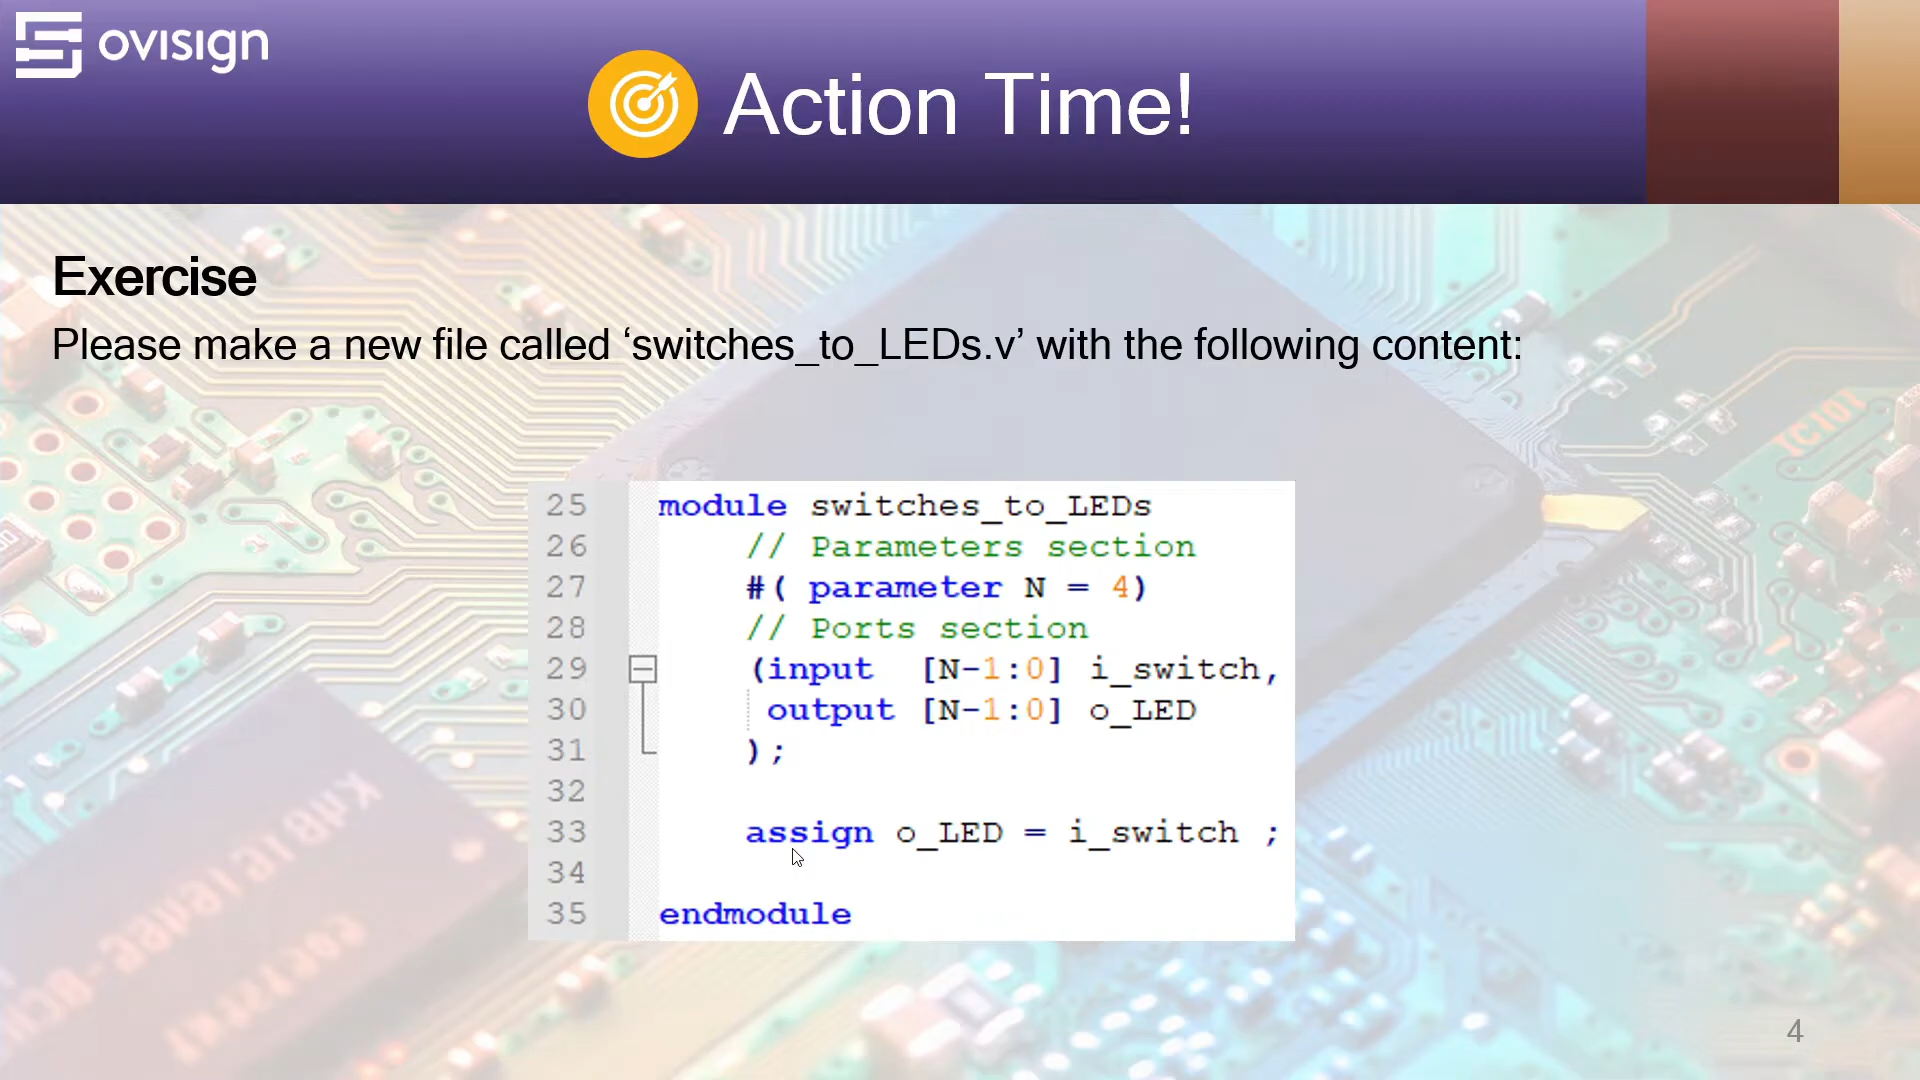 ovisign
Action Time!
Exercise
Please make a new file called ‘switches_to_LEDs.v’ with the following content:
25 module switches_to_LEDs
26 // Parameters section
27 #( parameter N = 4)
28 // Ports section
29 (input [N-1:0] i_switch,
30 output [N-1:0] o_LED
31 );
32
33 assign o_LED = i_switch ;
34
35 endmodule
IC101
4